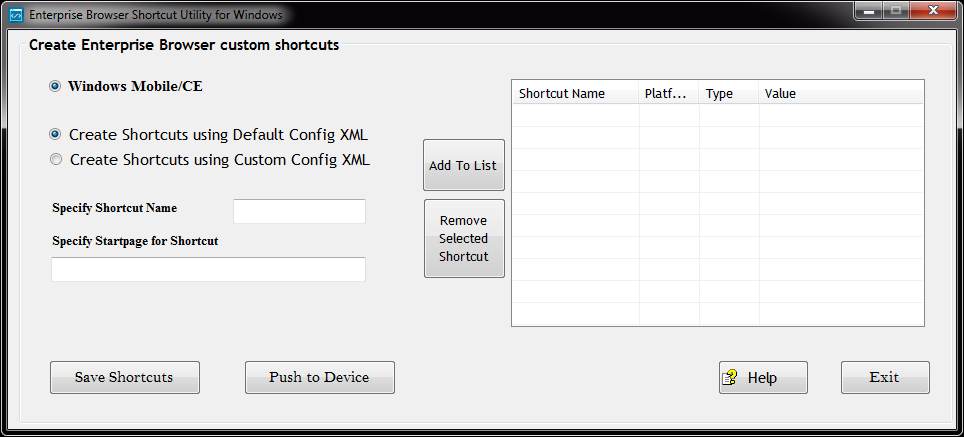 Enterprise Browser Shortcut Utility for Windows
Create Enterprise Browser custom shortcuts
Windows Mobile/CE
Create Shortcuts using Default Config XML
Create Shortcuts using Custom Config XML
Specify Shortcut Name
Specify Startpage for Shortcut
Add To List
Remove
Selected
Shortcut
Shortcut Name Platf... Type Value
Save Shortcuts
Push to Device
Help
Exit